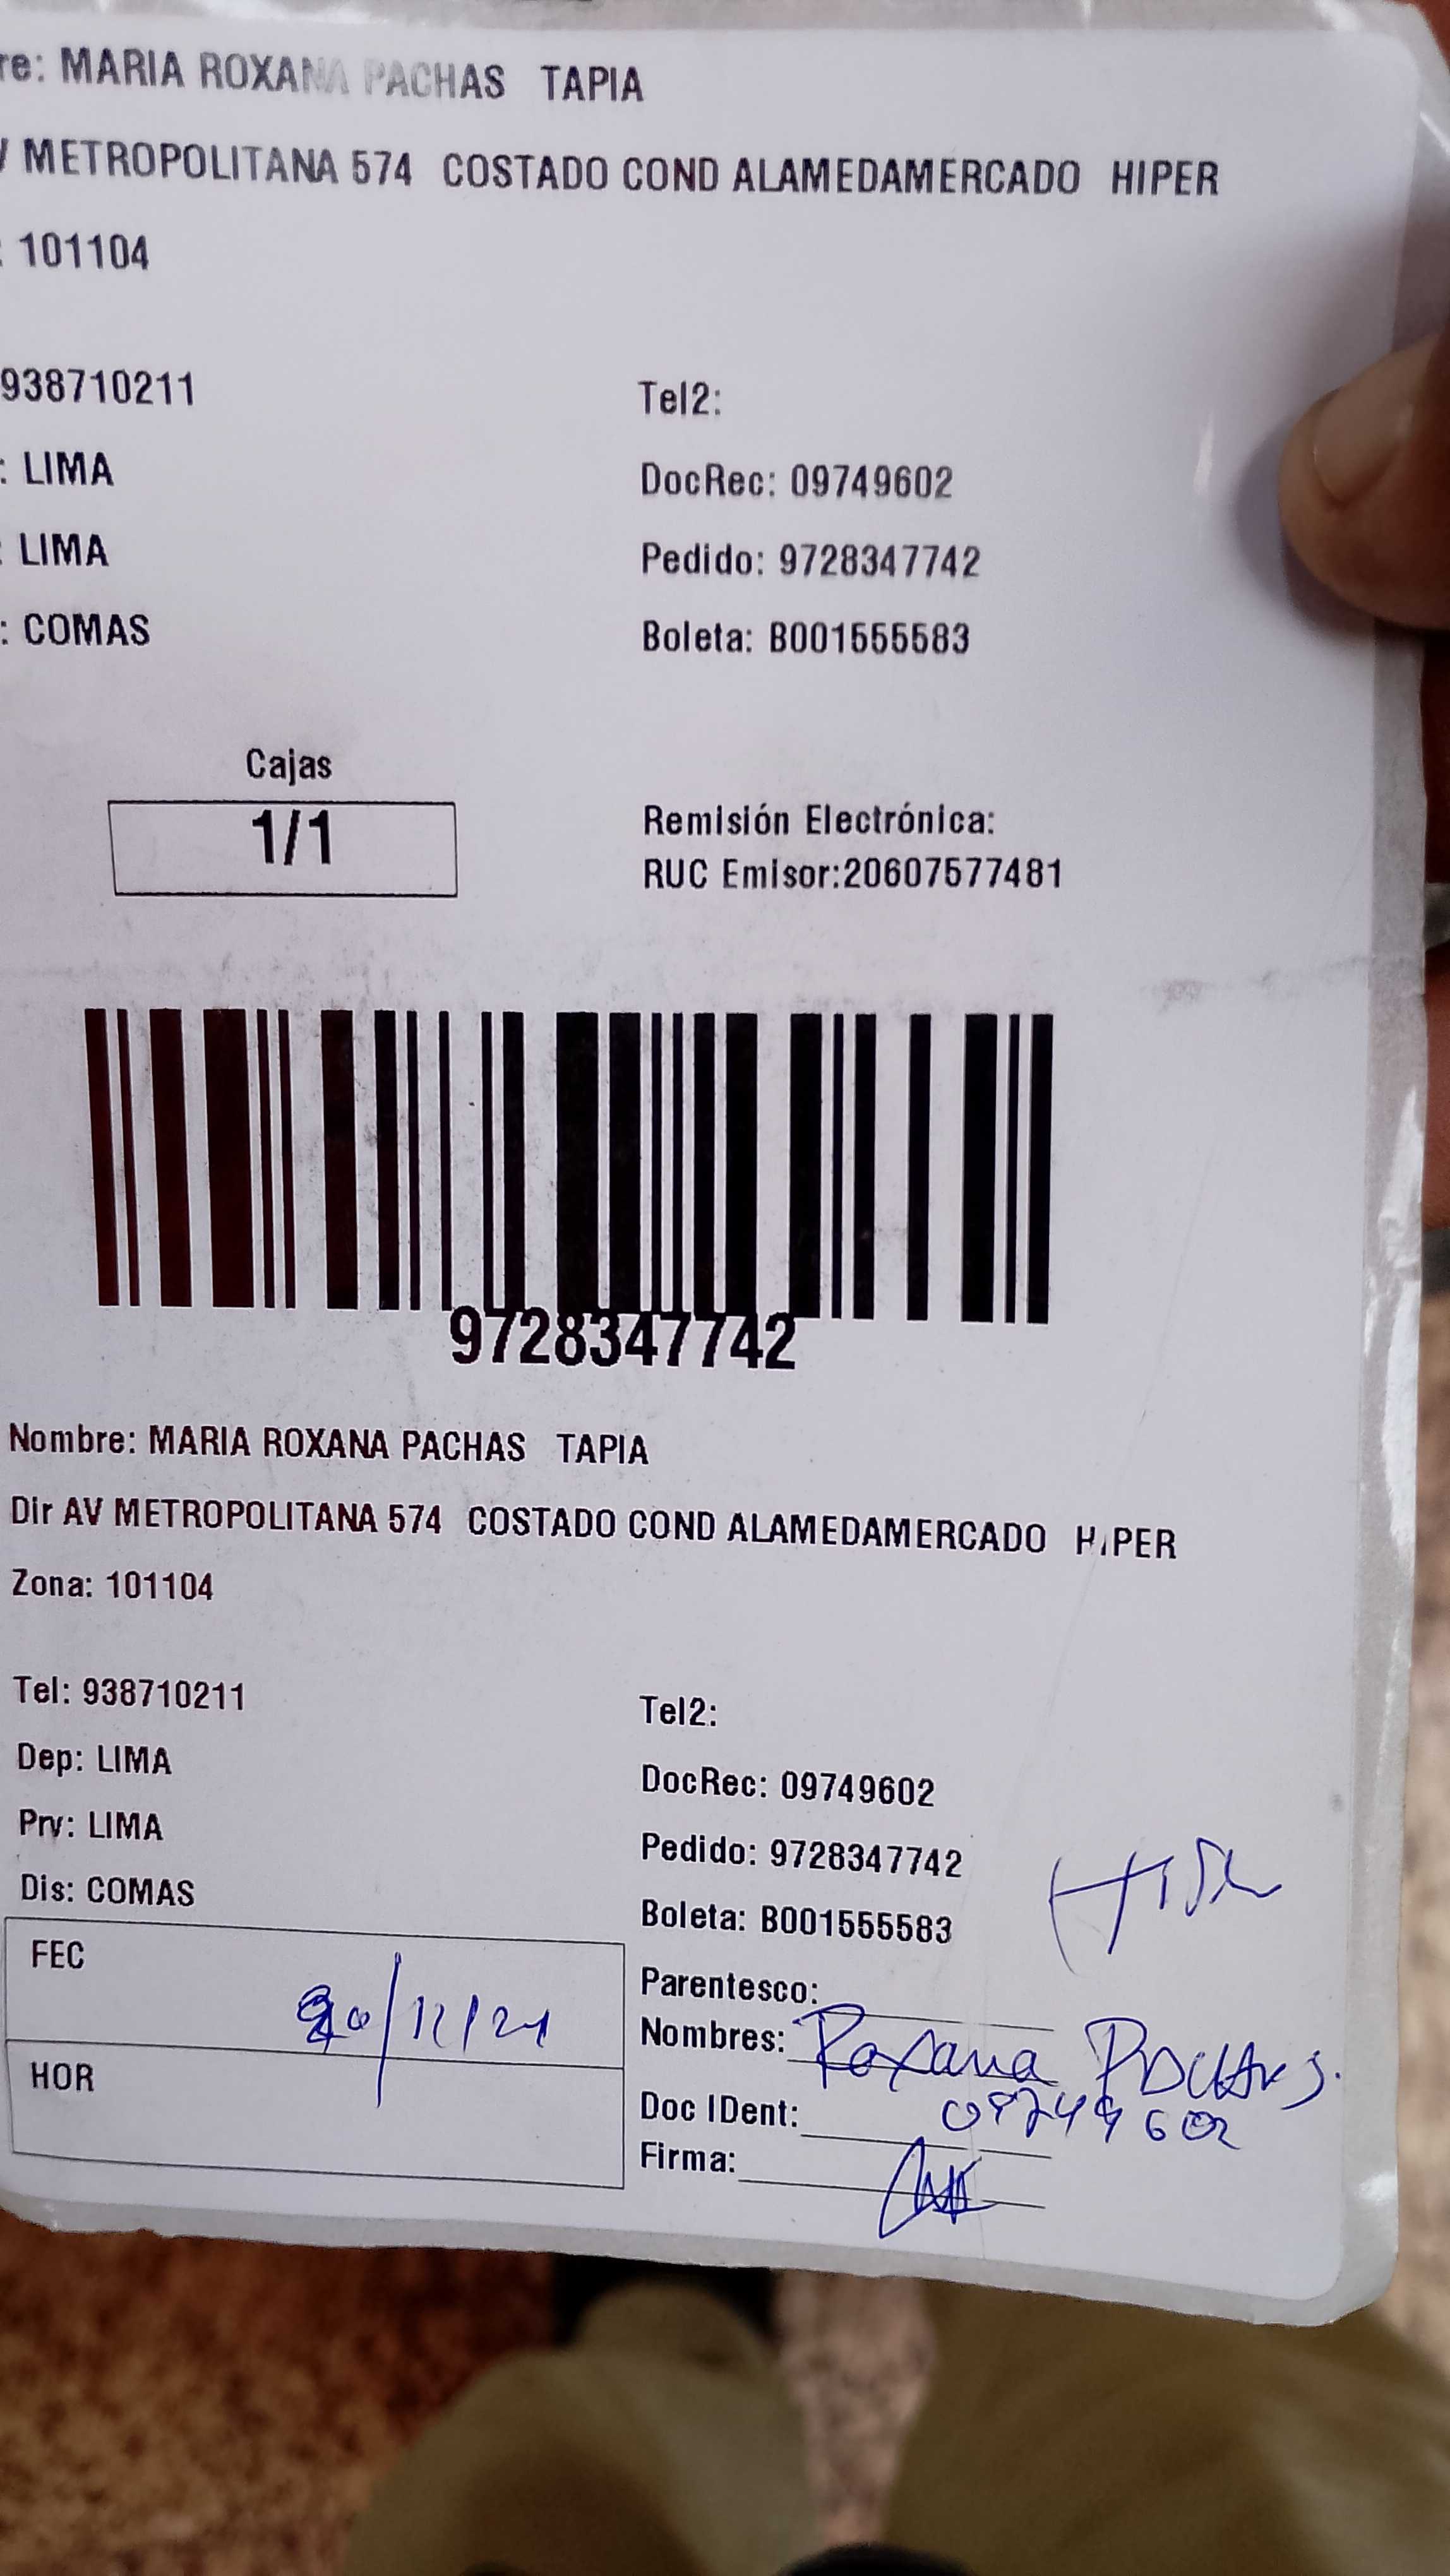 re: MARIA ROXANA PACHAS TAPIA
METROPOLITANA 574 COSTADO COND ALAMEDAMERCADO HIPER
: 101104
938710211 Tel2:
: LIMA DocRec: 09749602
: LIMA Pedido: 9728347742
: COMAS Boleta: B001555583
Cajas
1/1
Remisión Electrónica:
RUC Emisor:20607577481
9728347742
Nombre: MARIA ROXANA PACHAS TAPIA
Dir AV METROPOLITANA 574 COSTADO COND ALAMEDAMERCADO HIPER
Zona: 101104
Tel: 938710211 Tel2:
Dep: LIMA DocRec: 09749602
Prv: LIMA Pedido: 9728347742
Dis: COMAS Boleta: B001555583
FEC Parentesco:
Nombres: Roxana
HOR Doc IDent: 09749602
Firma: